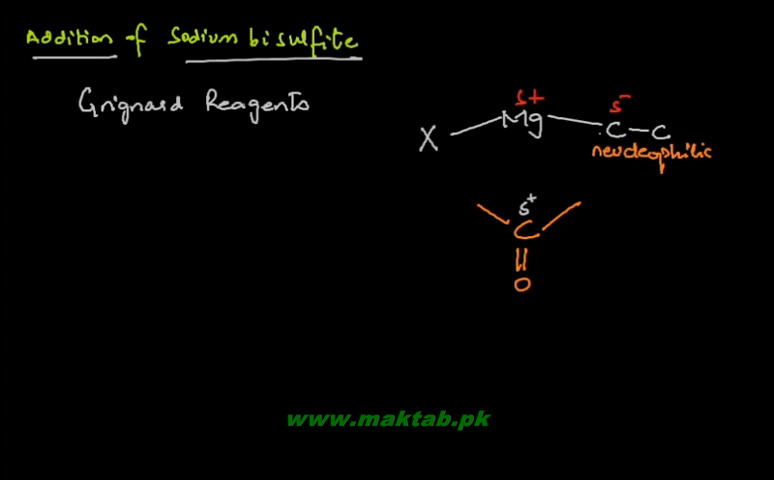 Addition of Sodium bisulfite
Grignard Reagents
δ+ δ-
X Mg C-C
neucleophilic
δ+
C
O
www.maktab.pk